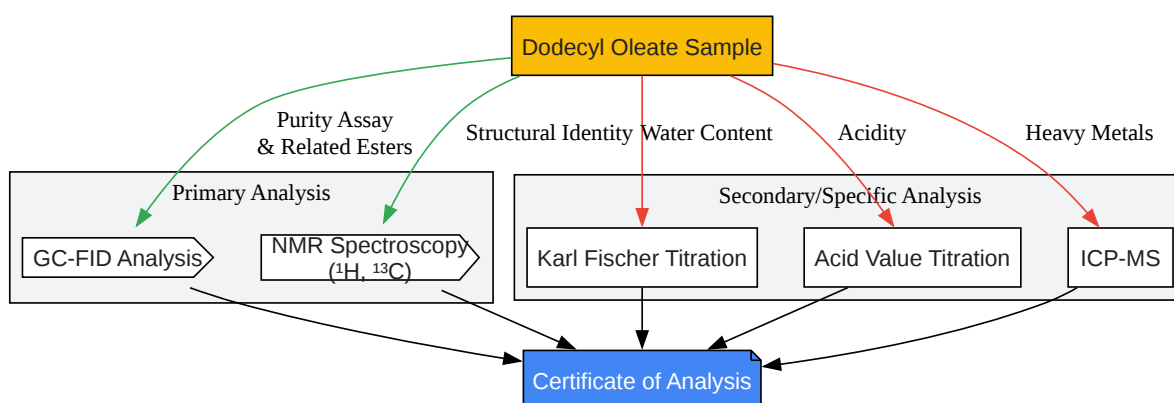 Dodecyl Oleate Sample
Purity Assay
& Related Esters
Structural Identity
Water Content
Acidity
Heavy Metals
Primary Analysis
Secondary/Specific Analysis
GC-FID Analysis
NMR Spectroscopy
(¹H, ¹³C)
Karl Fischer Titration
Acid Value Titration
ICP-MS
Certificate of Analysis